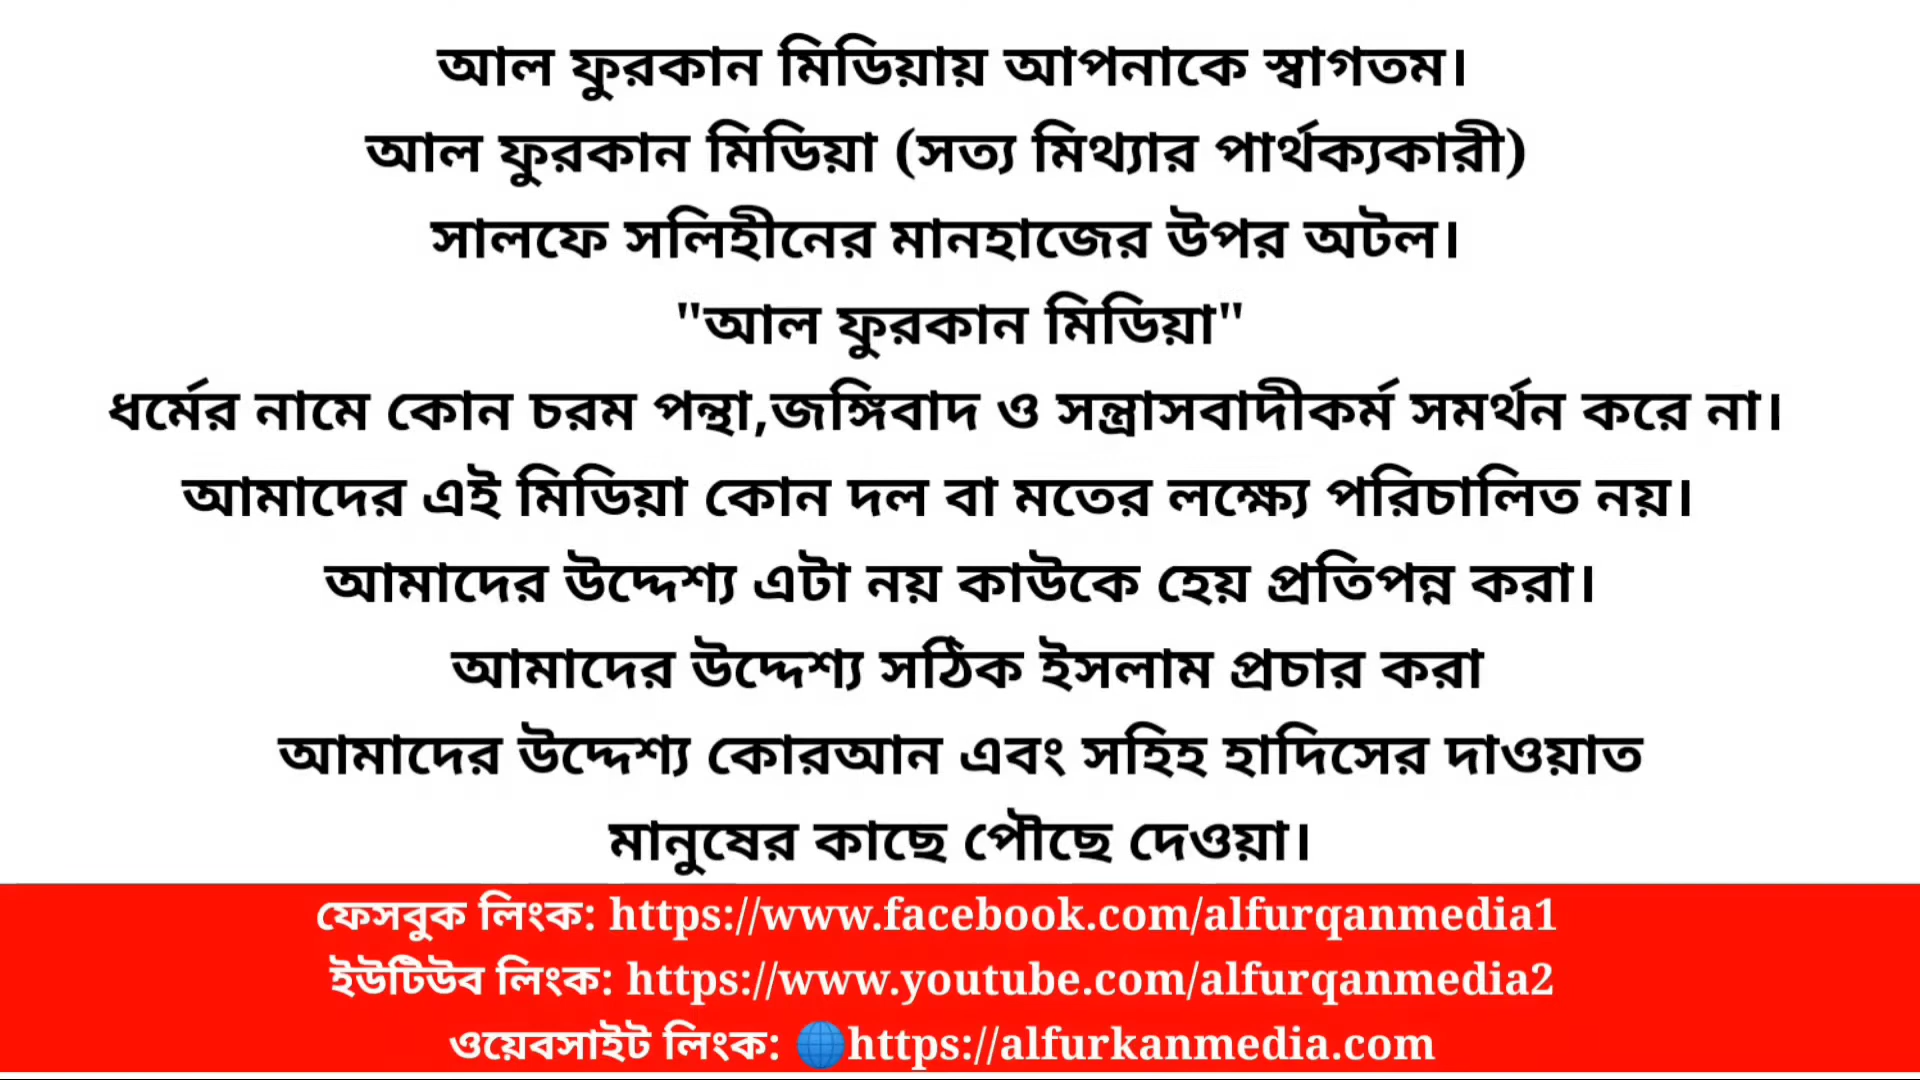 আল ফুরকান মিডিয়ায় আপনাকে স্বাগতম।
আল ফুরকান মিডিয়া (সত্য মিথ্যার পার্থক্যকারী)
সালফে সলিহীনের মানহাজের উপর অটল।
"আল ফুরকান মিডিয়া"
ধর্মের নামে কোন চরম পন্থা,জঙ্গিবাদ ও সন্ত্রাসবাদীকর্ম সমর্থন করে না।
আমাদের এই মিডিয়া কোন দল বা মতের লক্ষ্যে পরিচালিত নয়।
আমাদের উদ্দেশ্য এটা নয় কাউকে হেয় প্রতিপন্ন করা।
আমাদের উদ্দেশ্য সঠিক ইসলাম প্রচার করা
আমাদের উদ্দেশ্য কোরআন এবং সহিহ হাদিসের দাওয়াত
মানুষের কাছে পৌছে দেওয়া।
ফেসবুক লিংক: https://www.facebook.com/alfurqanmedia1
ইউটিউব লিংক: https://www.youtube.com/alfurqanmedia2
ওয়েবসাইট লিংক: 🌐https://alfurkanmedia.com